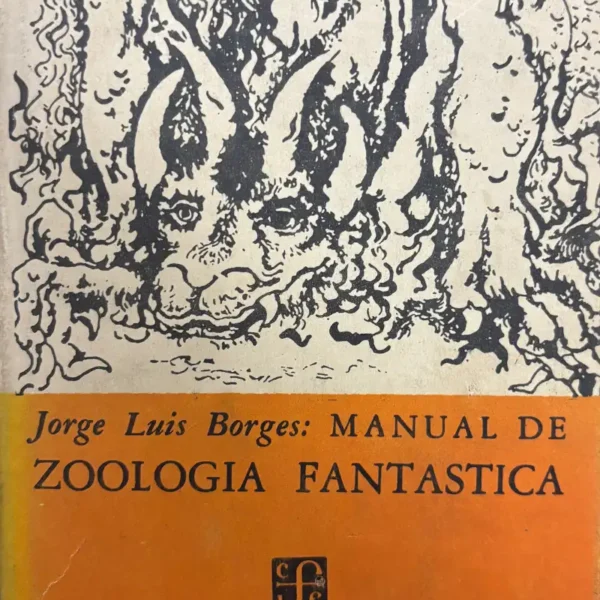 Jorge Luis Borges: MANUAL DE
ZOOLOGIA FANTASTICA